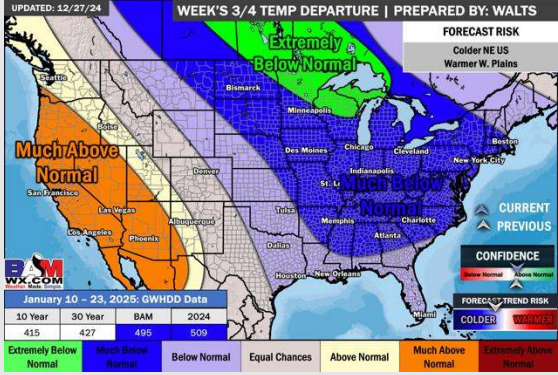 UPDATED: 12/27/24
WEEK'S 3/4 TEMP DEPARTURE | PREPARED BY: WALTS
FORECAST RISK
Colder NE US
Warmer W. Plains
Extremely
Below Normal
Seattle
Bismarck
Minneapolis
Boise
Much Above
Normal
Des Moines
Chicago
Cleveland
Boston
New York City
San Francisco
Denver
Indianapolis
St. Lo
Much Below
Normal
Las Vegas
Los Angeles
Phoenix
Albuquerque
Tulsa
Memphis
Charlotte
Atlanta
Dallas
Houston
New Orleans
Miami
CURRENT
PREVIOUS
CONFIDENCE
Below Normal Above Normal
FORECAST TREND RISK
COLDER WARMER
BAM
WX.COM
Weather Made. Simple.
January 10 – 23, 2025: GWHDD Data
10 Year 30 Year BAM 2024
415 427 495 509
Extremely Below
Normal
Much Below
Normal
Below Normal
Equal Chances
Above Normal
Much Above
Normal
Extremely Above
Normal